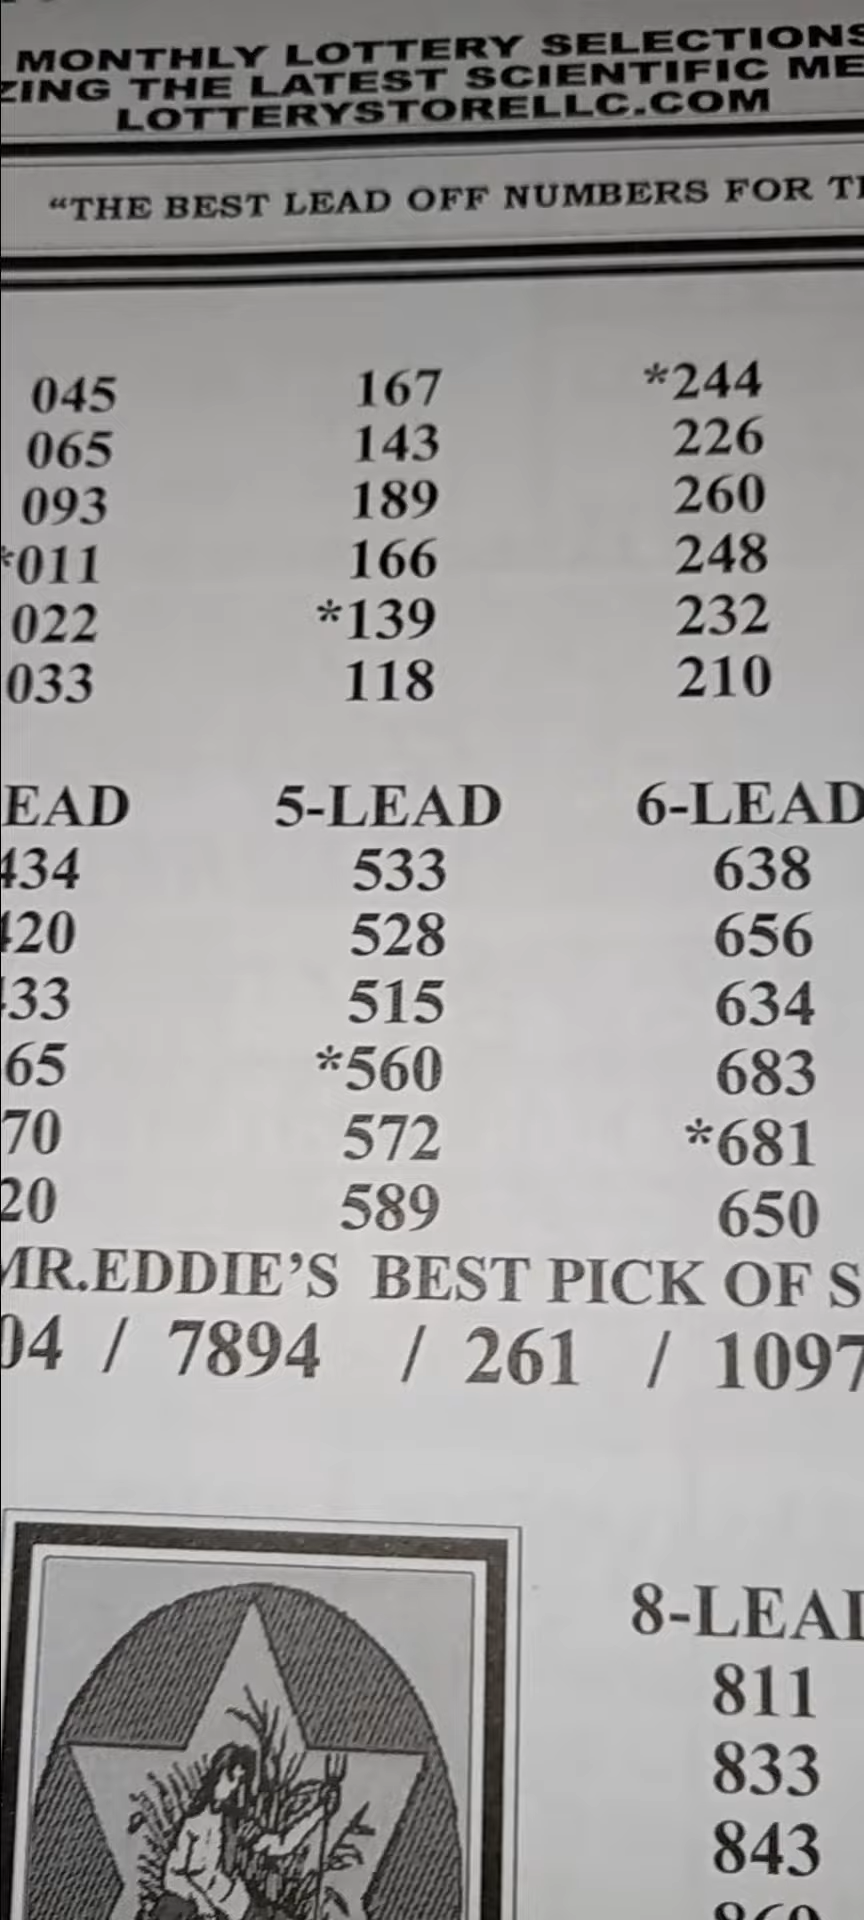 MONTHLY LOTTERY SELECTIONS
ZING THE LATEST SCIENTIFIC ME
LOTTERYSTORELLC.COM
"THE BEST LEAD OFF NUMBERS FOR
045 167 *244
065 143 226
093 189 260
*011 166 248
022 *139 232
033 118 210
EAD 5-LEAD 6-LEAD
434 533 638
420 528 656
33 515 634
65 *560 683
70 572 *681
20 589 650
MR.EDDIE'S BEST PICK OF S
04 / 7894 / 261 / 1097
8-LEAD
811
833
843